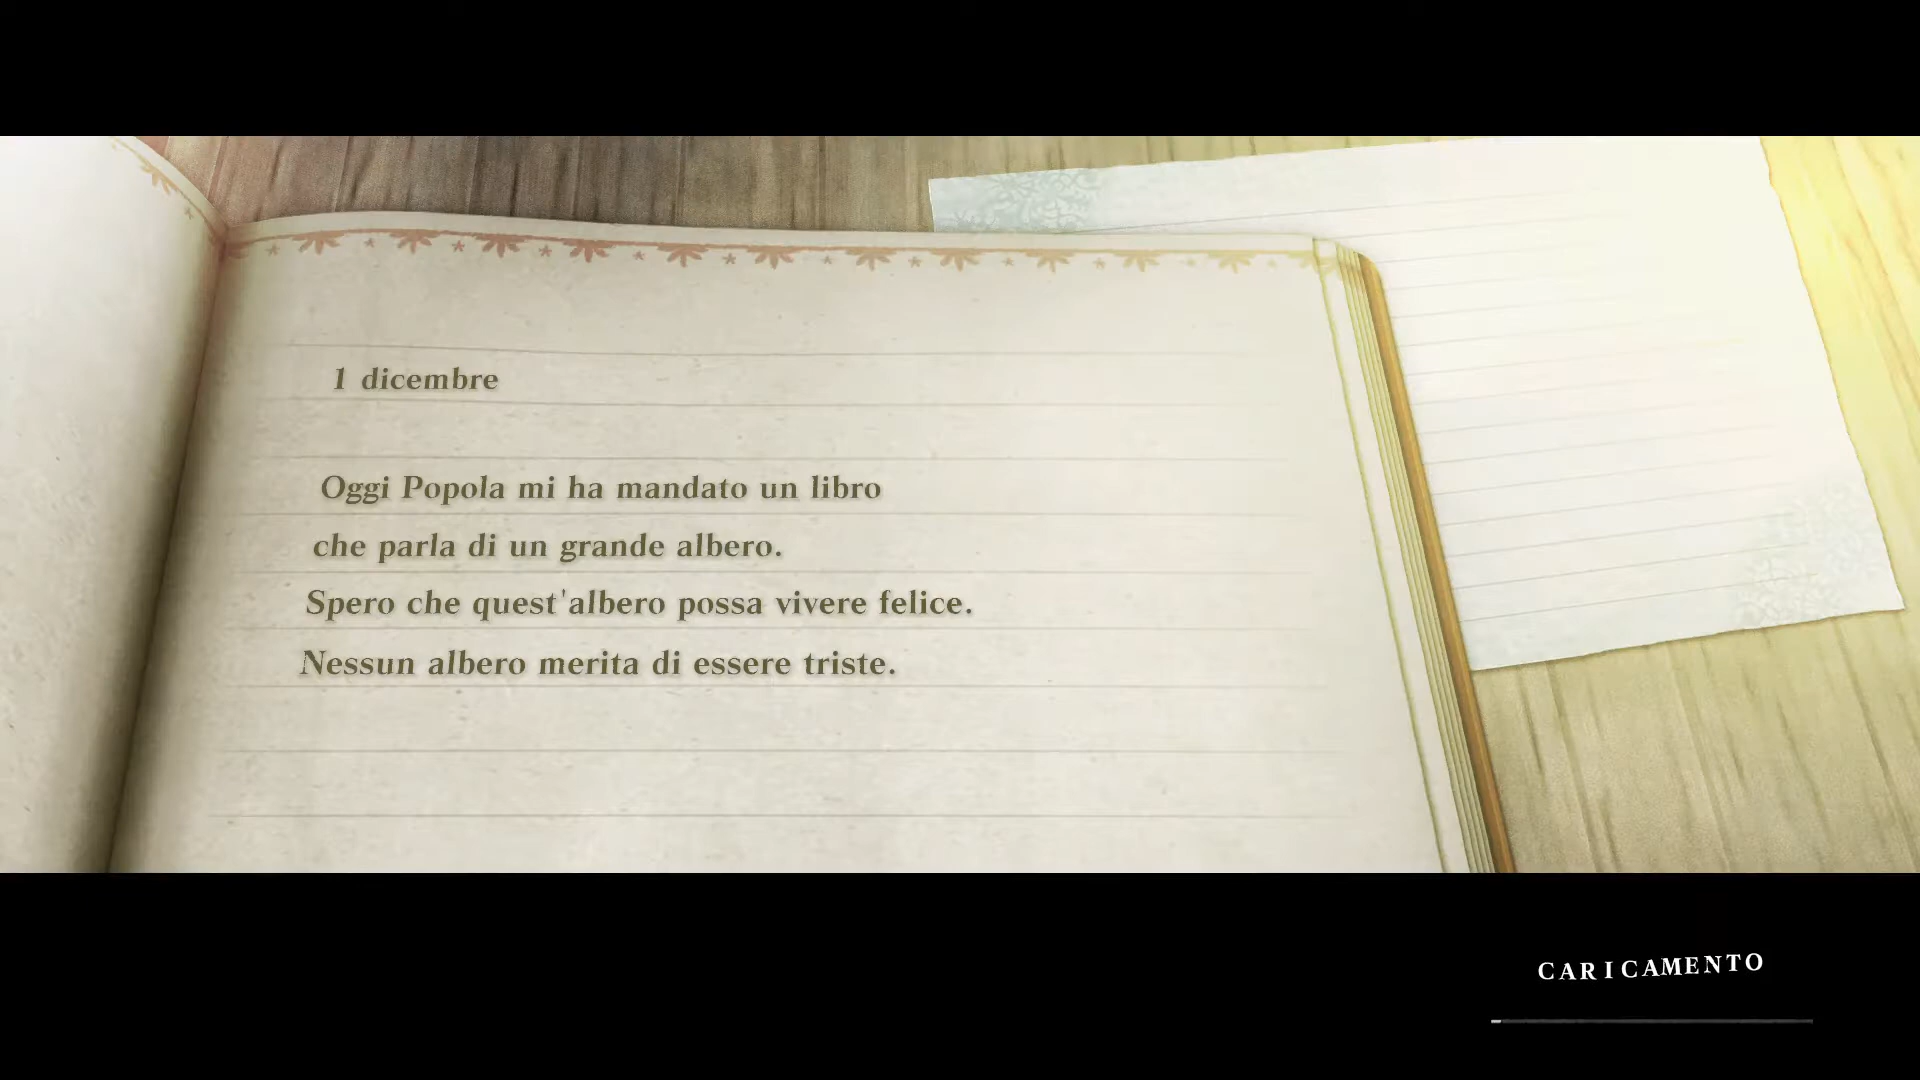 1 dicembre
Oggi Popola mi ha mandato un libro
che parla di un grande albero.
Spero che quest'albero possa vivere felice.
Nessun albero merita di essere triste.
CARICAMENTO